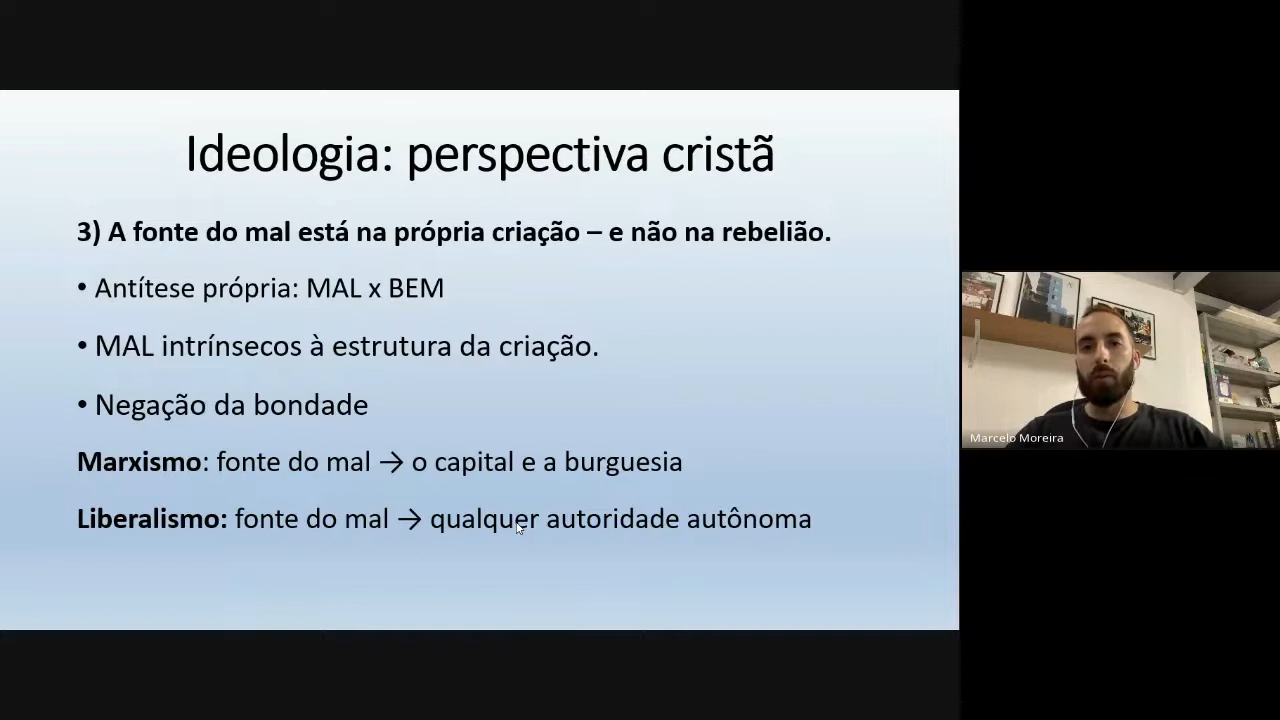 Ideologia: perspectiva cristã
3) A fonte do mal está na própria criação – e não na rebelião.
• Antítese própria: MAL x BEM
• MAL intrínsecos à estrutura da criação.
• Negação da bondade
Marxismo: fonte do mal → o capital e a burguesia
Liberalismo: fonte do mal → qualquer autoridade autônoma
Marcelo Moreira